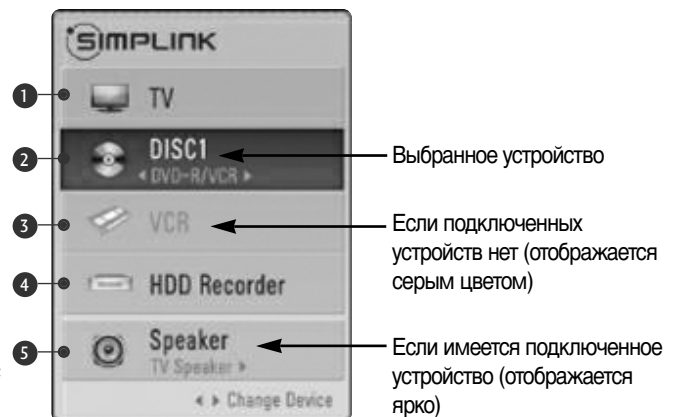 SIMPLINK
1 TV
2 DISC1
◂ DVD-R/VCR ▸
Выбранное устройство
3 VCR
Если подключенных
устройств нет (отображается
серым цветом)
4 HDD Recorder
5 Speaker
TV Speaker ▸
Если имеется подключенное
устройство (отображается
ярко)
◂ ▸ Change Device